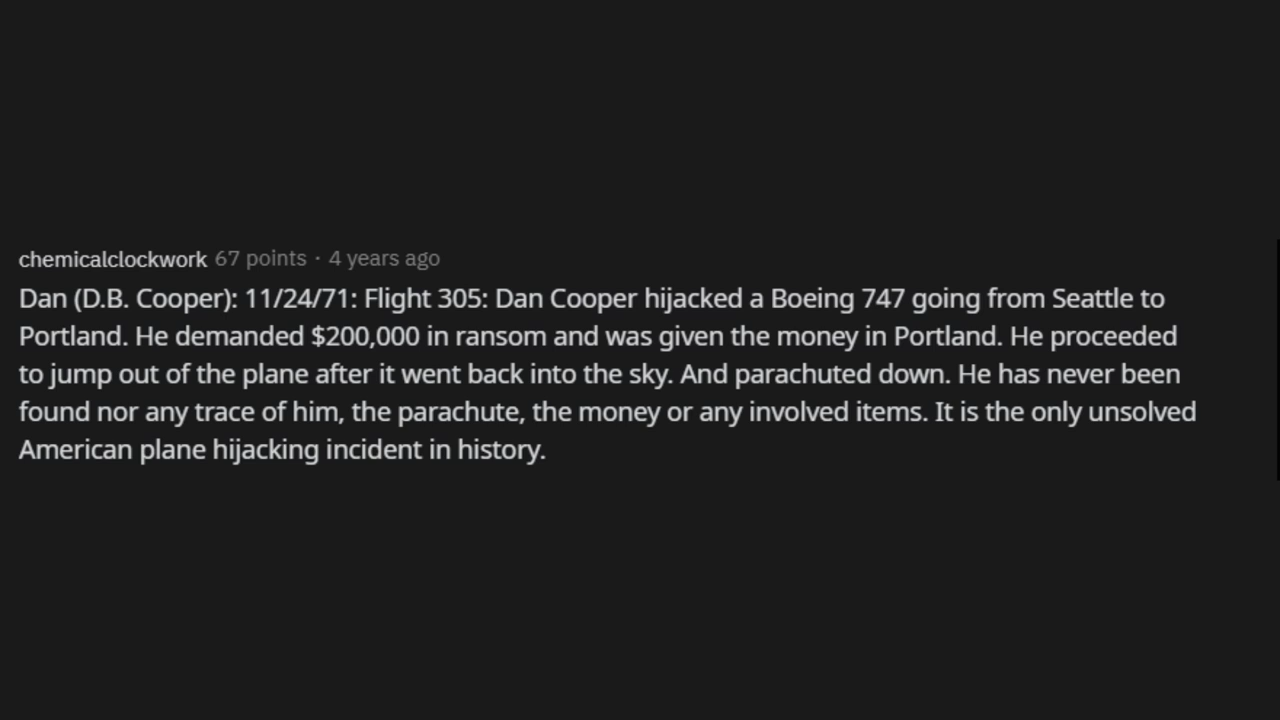 chemicalclockwork 67 points · 4 years ago
Dan (D.B. Cooper): 11/24/71: Flight 305: Dan Cooper hijacked a Boeing 747 going from Seattle to
Portland. He demanded $200,000 in ransom and was given the money in Portland. He proceeded
to jump out of the plane after it went back into the sky. And parachuted down. He has never been
found nor any trace of him, the parachute, the money or any involved items. It is the only unsolved
American plane hijacking incident in history.